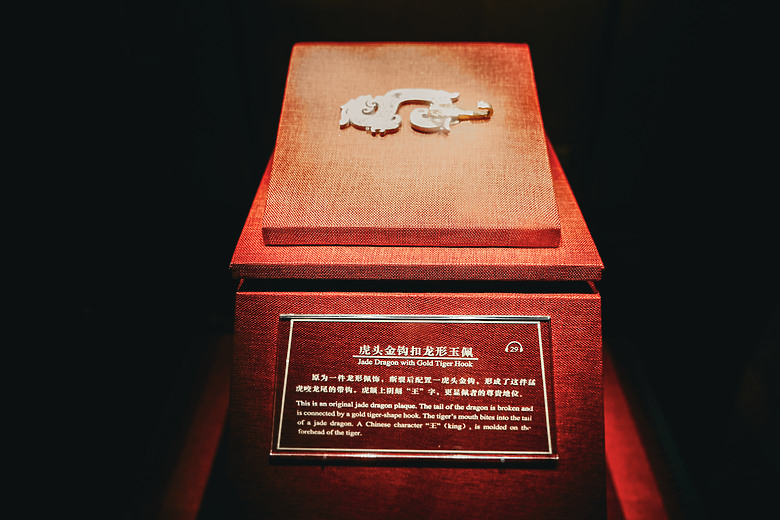 虎头金钩扣龙形玉佩
29
Jade Dragon with Gold Tiger Hook
原为一件龙形佩饰，断裂后配置一虎头金钩，形成了这件猛
虎咬龙尾的带钩。虎额上阴刻“王”字，更显佩者的尊贵地位。
This is an original jade dragon plaque. The tail of the dragon is broken and
is connected by a gold tiger-shape hook. The tiger's mouth bites into the tail
of a jade dragon. A Chinese character “王”(king), is molded on the
forehead of the tiger.